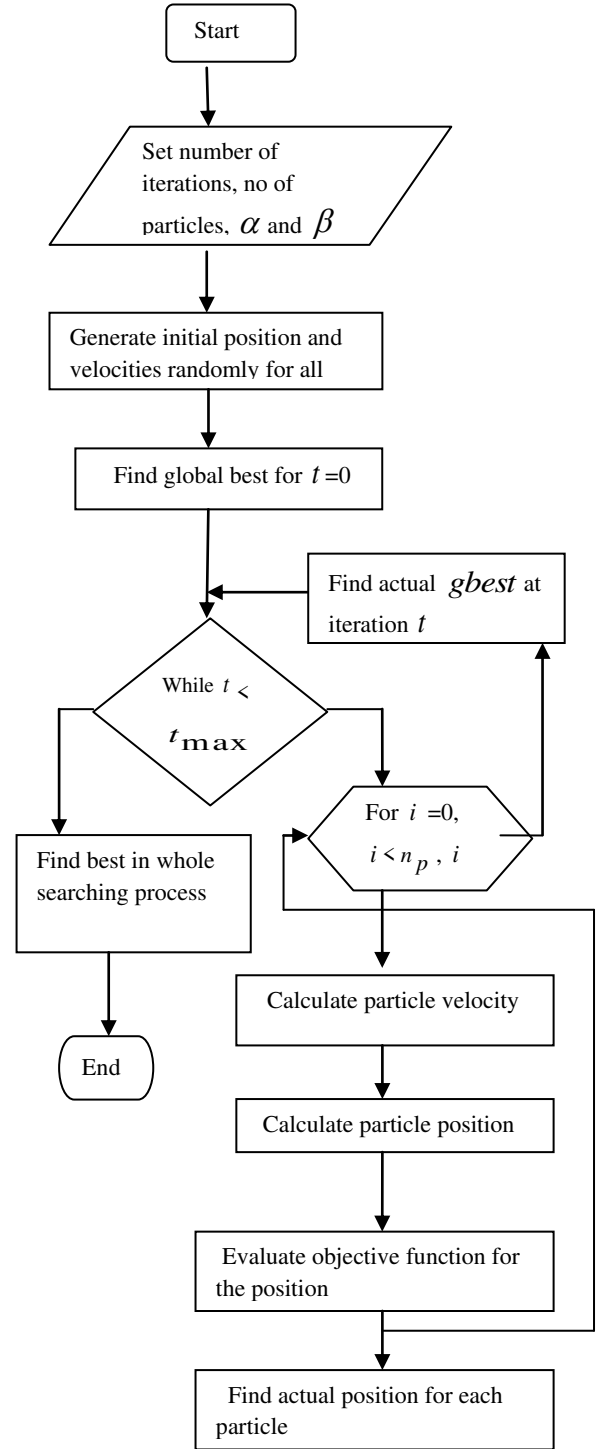 Start
Set number of
iterations, no of
particles, α and β
Generate initial position and
velocities randomly for all
Find global best for t =0
Find actual gbest at
iteration t
While t <
t max
For i =0,
i < n p , i
Find best in whole
searching process
Calculate particle velocity
End
Calculate particle position
Evaluate objective function for
the position
Find actual position for each
particle